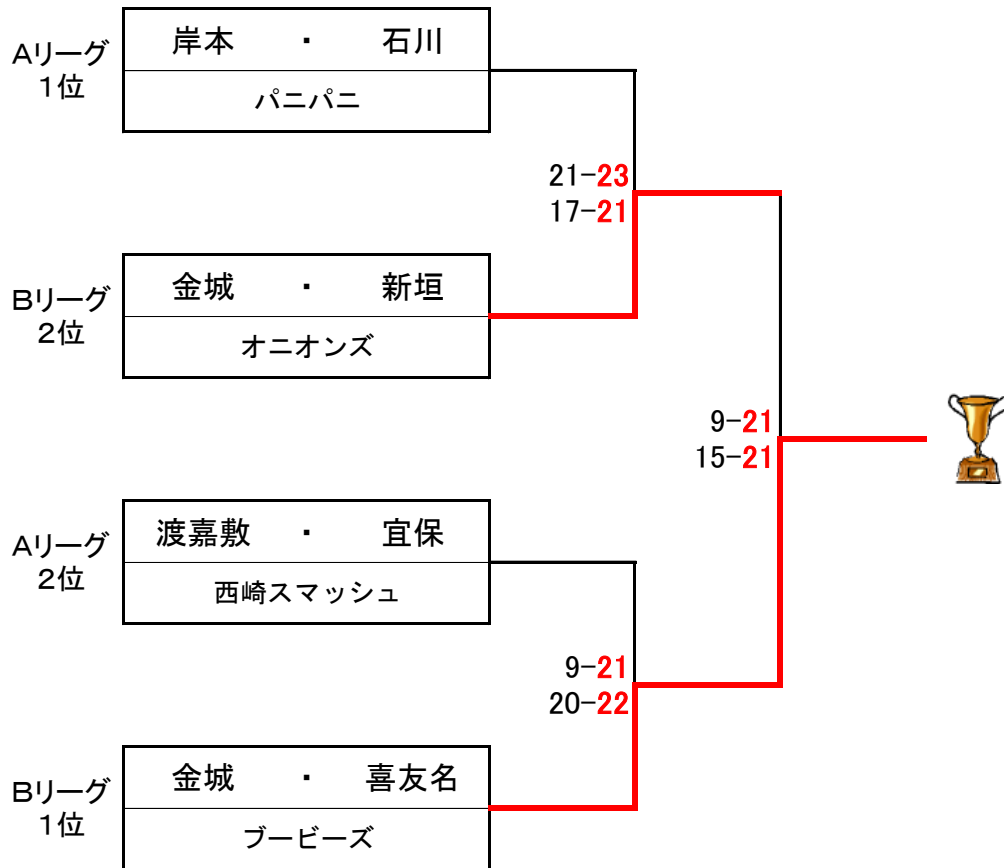 Aリーグ
1位
岸本 ・ 石川
パニパニ
21-23
17-21
Bリーグ
2位
金城 ・ 新垣
オニオンズ
9-21
15-21
Aリーグ
2位
渡嘉敷 ・ 宜保
西崎スマッシュ
9-21
20-22
Bリーグ
1位
金城 ・ 喜友名
ブービーズ